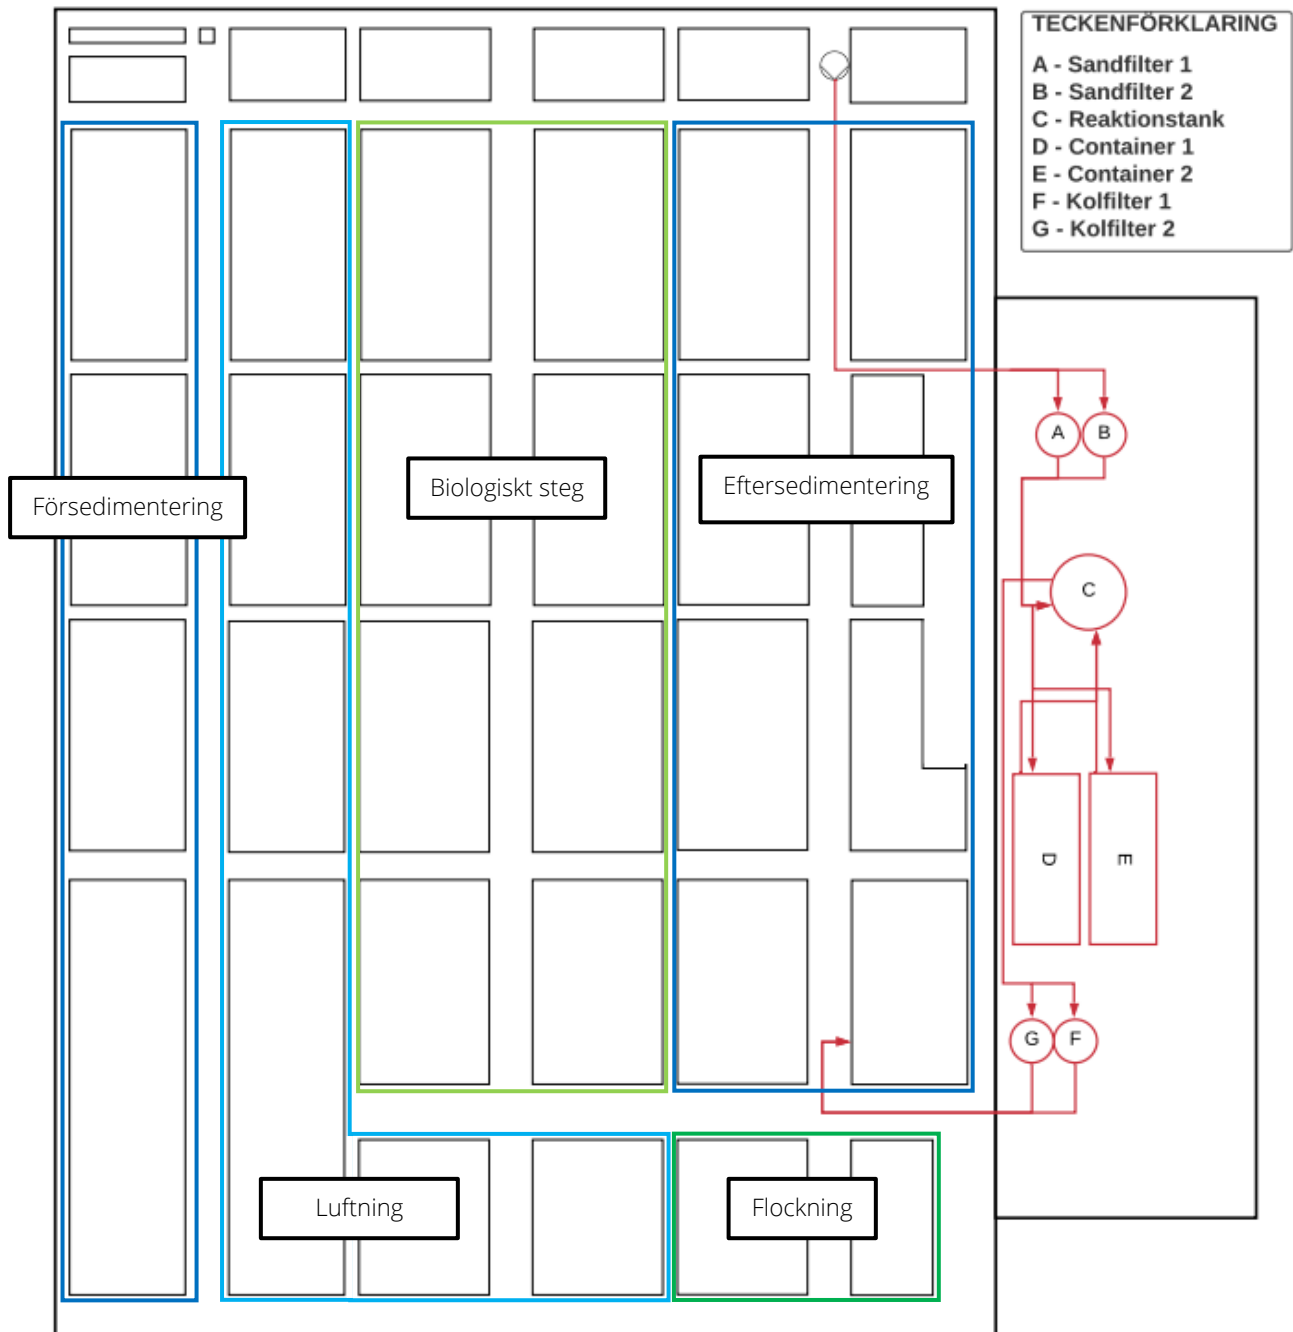 TECKENFÖRKLARING
A - Sandfilter 1
B - Sandfilter 2
C - Reaktionstank
D - Container 1
E - Container 2
F - Kolfilter 1
G - Kolfilter 2
A
B
Försedimentering
Biologiskt steg
Eftersedimentering
C
D
E
G
F
Luftning
Flockning